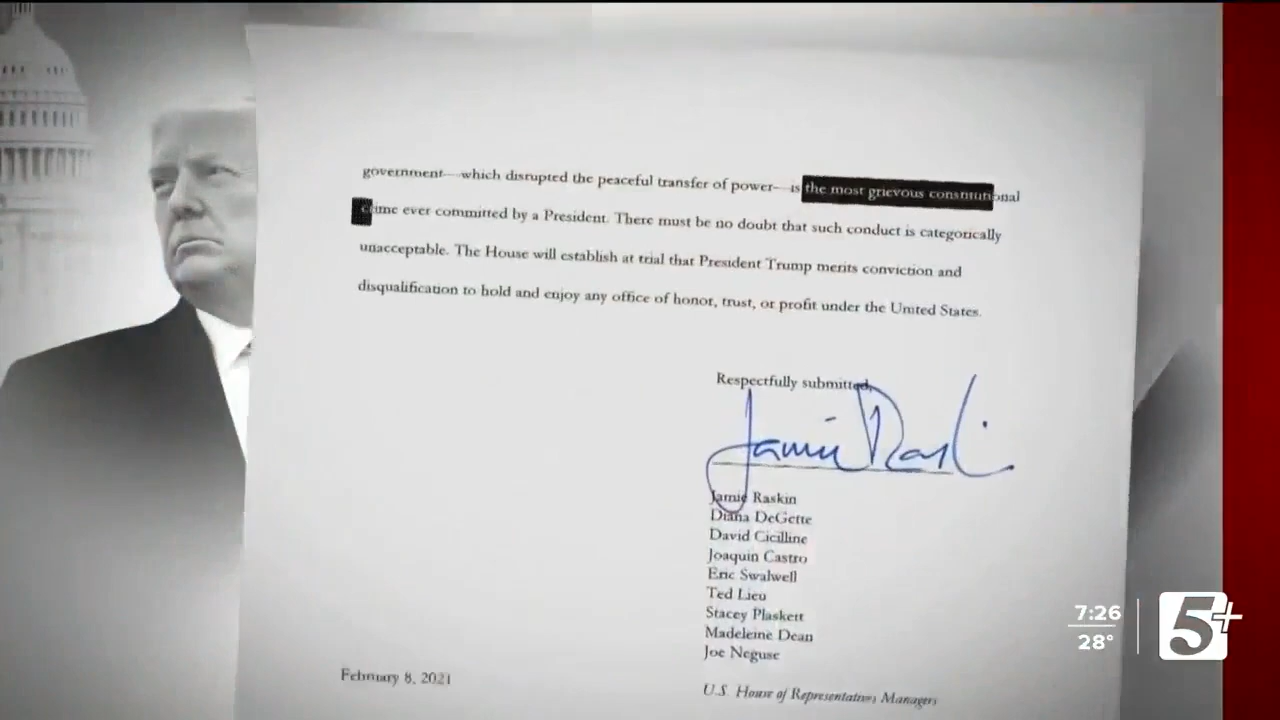 government—which disrupted the peaceful transfer of power—is the most grievous constitutional
crime ever committed by a President. There must be no doubt that such conduct is categorically
unacceptable. The House will establish at trial that President Trump merits conviction and
disqualification to hold and enjoy any office of honor, trust, or profit under the United States.
Respectfully submitted,
Jamie Raskin
Jamie Raskin
Diana DeGette
David Cicilline
Joaquin Castro
Eric Swalwell
Ted Lieu
Stacey Plaskett
Madeleine Dean
Joe Neguse
February 8, 2021
U.S. House of Representatives Managers
7:26
28°
5+